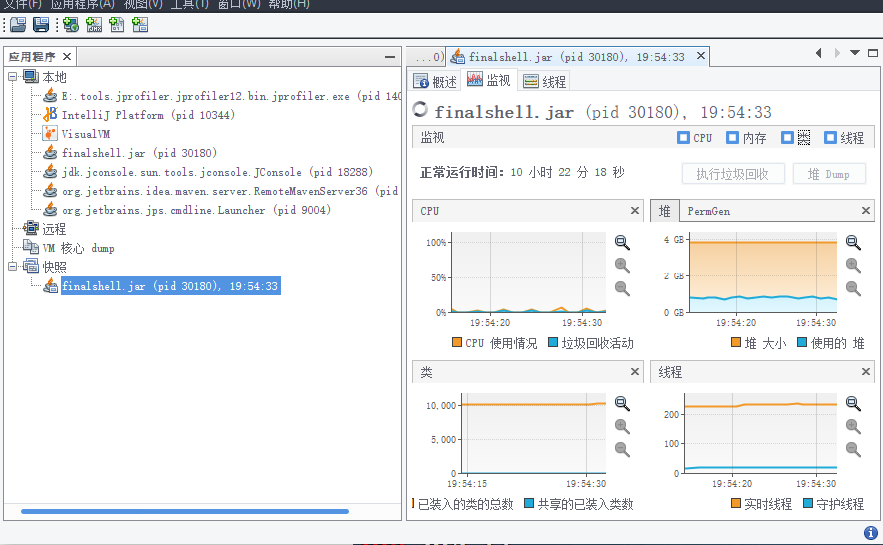 文件(F) 应用程序(A) 视图(V) 工具(T) 窗口(W) 帮助(H)
应用程序
本地
E:.tools.jprofiler.jprofiler12.bin.jprofiler.exe (pid 140
IntelliJ Platform (pid 10344)
VisualVM
finalshell.jar (pid 30180)
jdk.jconsole.sun.tools.jconsole.JConsole (pid 18288)
org.jetbrains.idea.maven.server.RemoteMavenServer36 (pid
org.jetbrains.jps.cmdline.Launcher (pid 9004)
远程
VM 核心 dump
快照
finalshell.jar (pid 30180), 19:54:33
...0) finalshell.jar (pid 30180), 19:54:33
概述 监视 线程
finalshell.jar (pid 30180), 19:54:33
监视 CPU 内存 类 线程
正常运行时间: 10 小时 22 分 18 秒 执行垃圾回收 堆 Dump
CPU
100%
50%
0%
19:54:20 19:54:30
CPU 使用情况 垃圾回收活动
堆 PermGen
4 GB
2 GB
0 GB
19:54:20 19:54:30
堆 大小 使用的 堆
类
10,000
5,000
0
19:54:15 19:54:30
已装入的类的总数 共享的已装入类数
线程
200
100
0
19:54:20 19:54:30
实时线程 守护线程